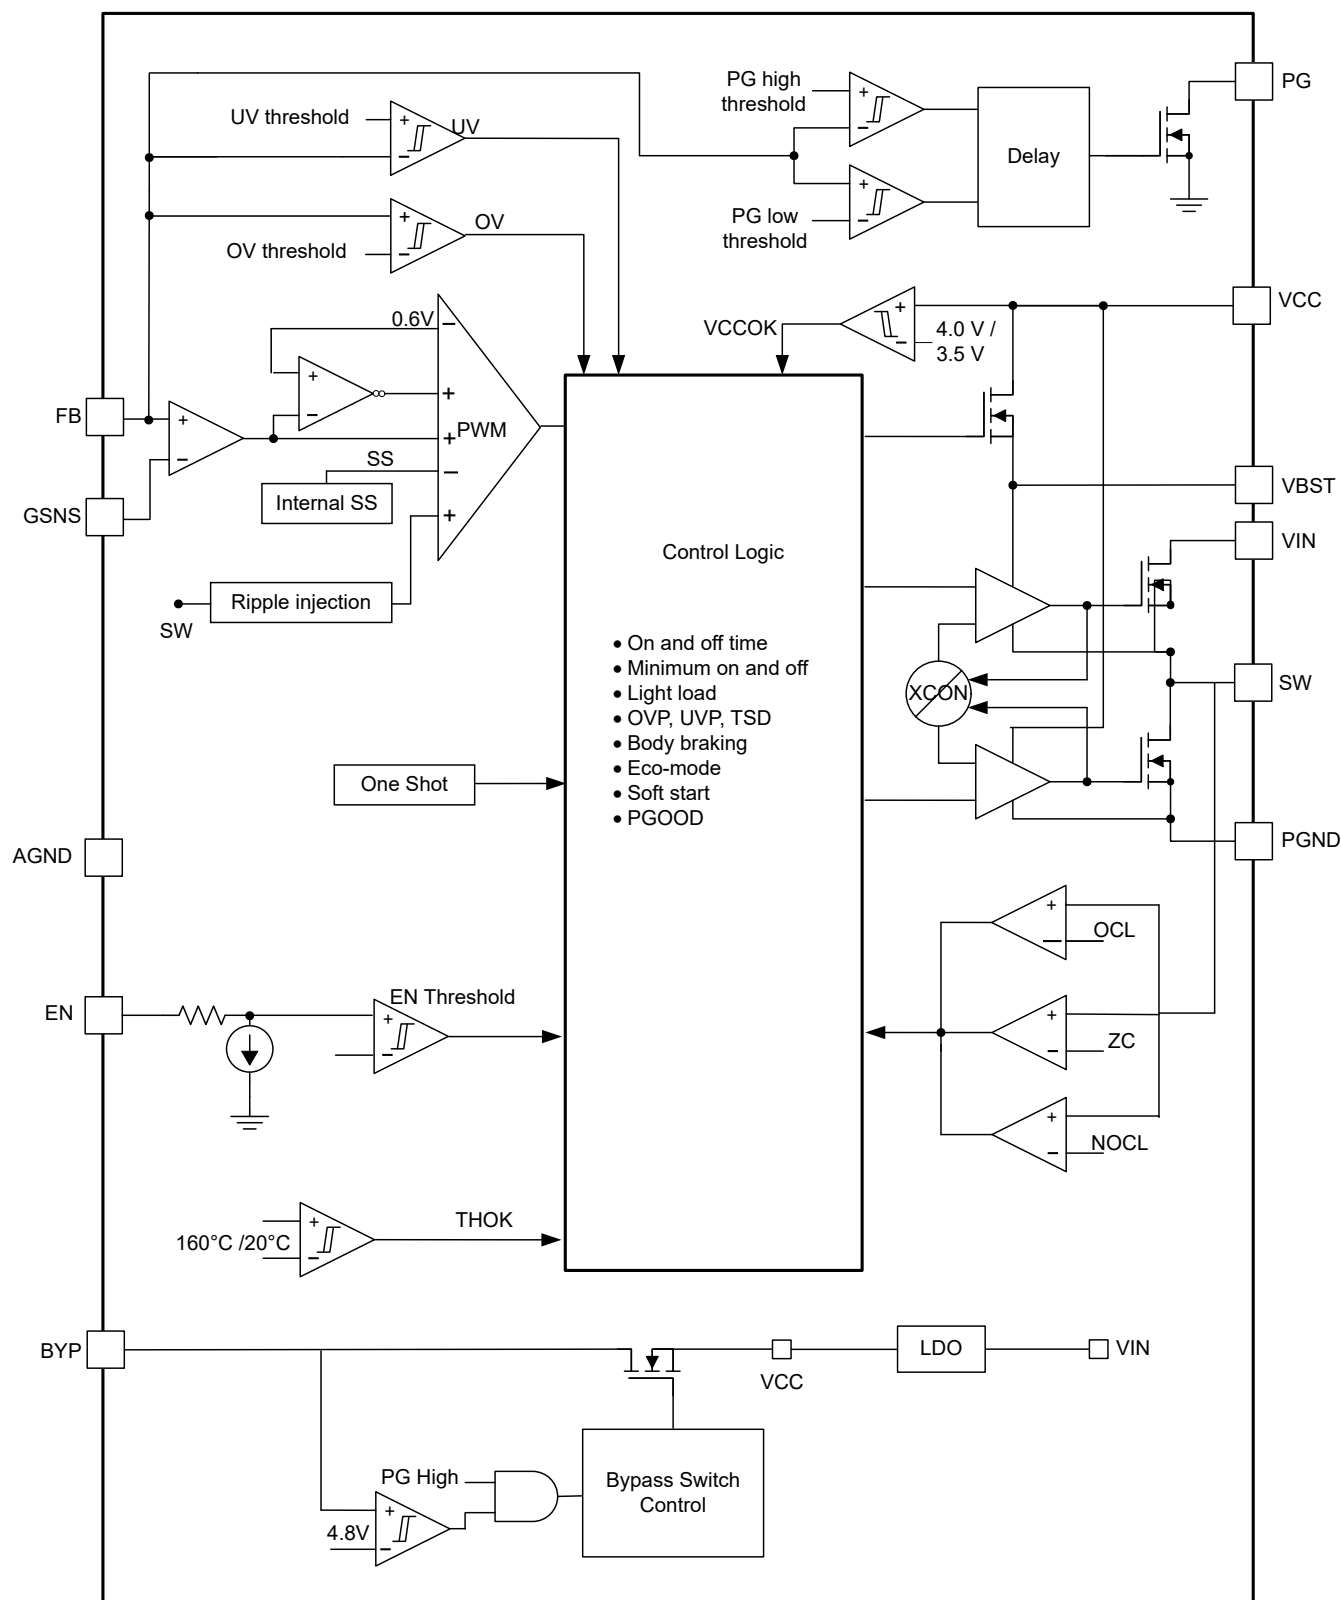 PG high
threshold
PG
UV threshold
UV
Delay
PG low
threshold
OV
OV threshold
VCC
0.6V
VCCOK
4.0 V /
3.5 V
FB
PWM
SS
Internal SS
VBST
GSNS
VIN
Control Logic
Ripple injection
SW
• On and off time
• Minimum on and off
• Light load
• OVP, UVP, TSD
• Body braking
• Eco-mode
• Soft start
• PGOOD
XCON
SW
One Shot
PGND
AGND
OCL
EN Threshold
EN
ZC
NOCL
THOK
160°C /20°C
BYP
LDO
VIN
VCC
PG High
Bypass Switch
Control
4.8V